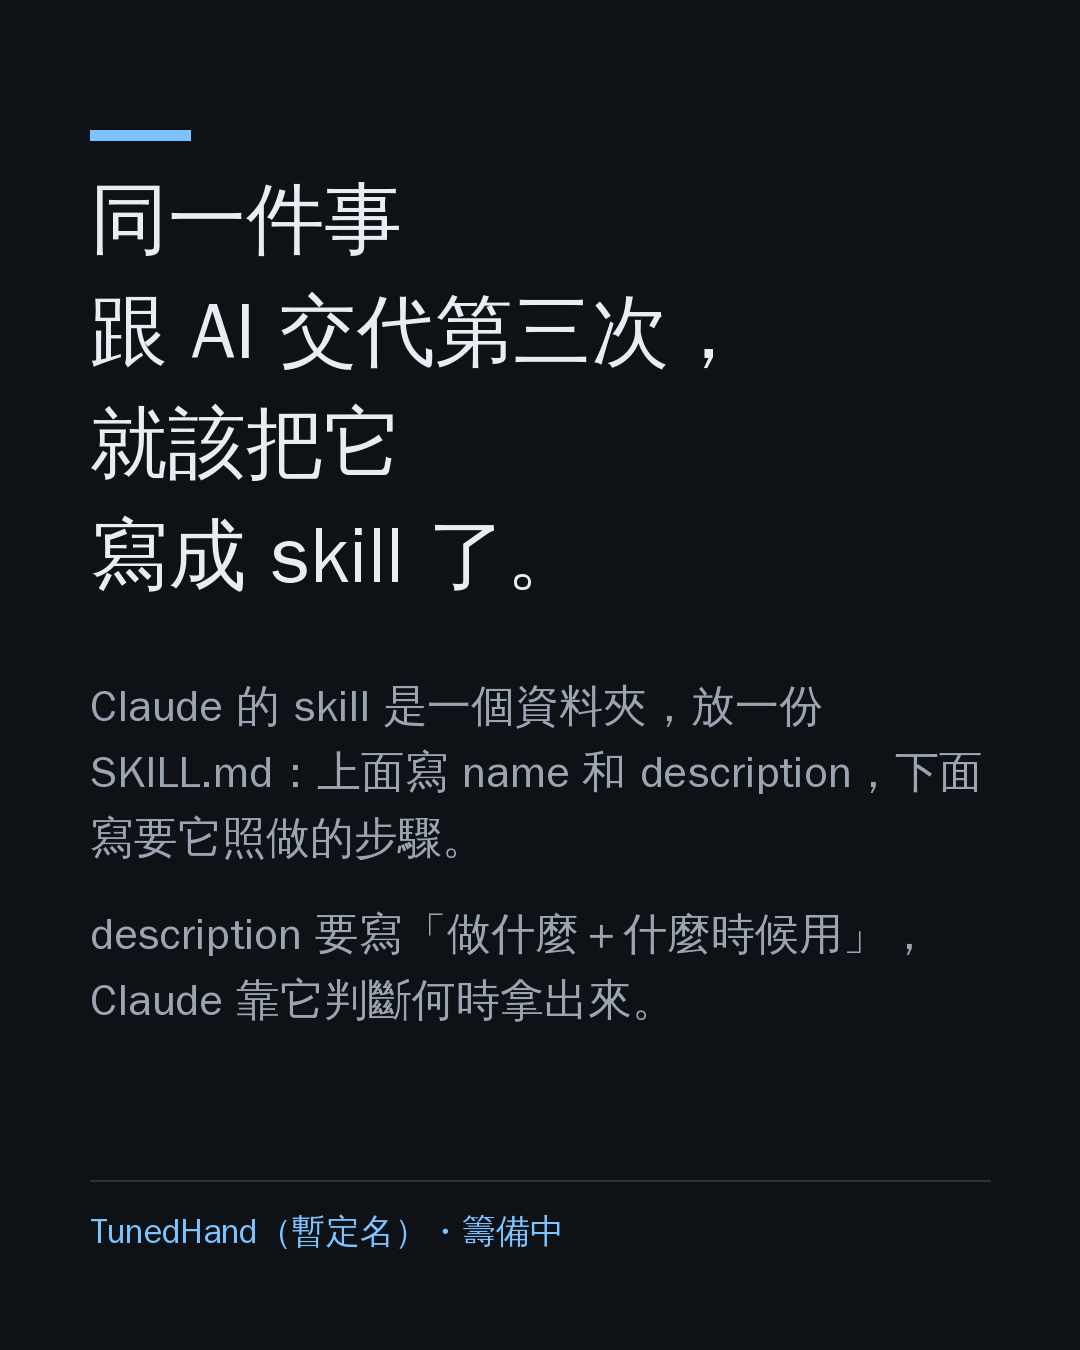 同一件事
跟 AI 交代第三次，
就該把它
寫成 skill 了。
Claude 的 skill 是一個資料夾，放一份
SKILL.md：上面寫 name 和 description，下面
寫要它照做的步驟。
description 要寫「做什麼＋什麼時候用」，
Claude 靠它判斷何時拿出來。
TunedHand（暫定名）・籌備中